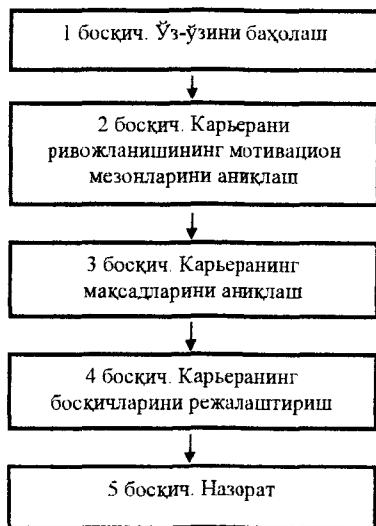 1 босқич. Ўз-ўзини баҳолаш
2 босқич. Карьерани
ривожланишининг мотивацион
мезонларини аниқлаш
3 босқич. Карьеранинг
мақсадларини аниқлаш
4 босқич. Карьеранинг
босқичларини режалаштириш
5 босқич. Назорат